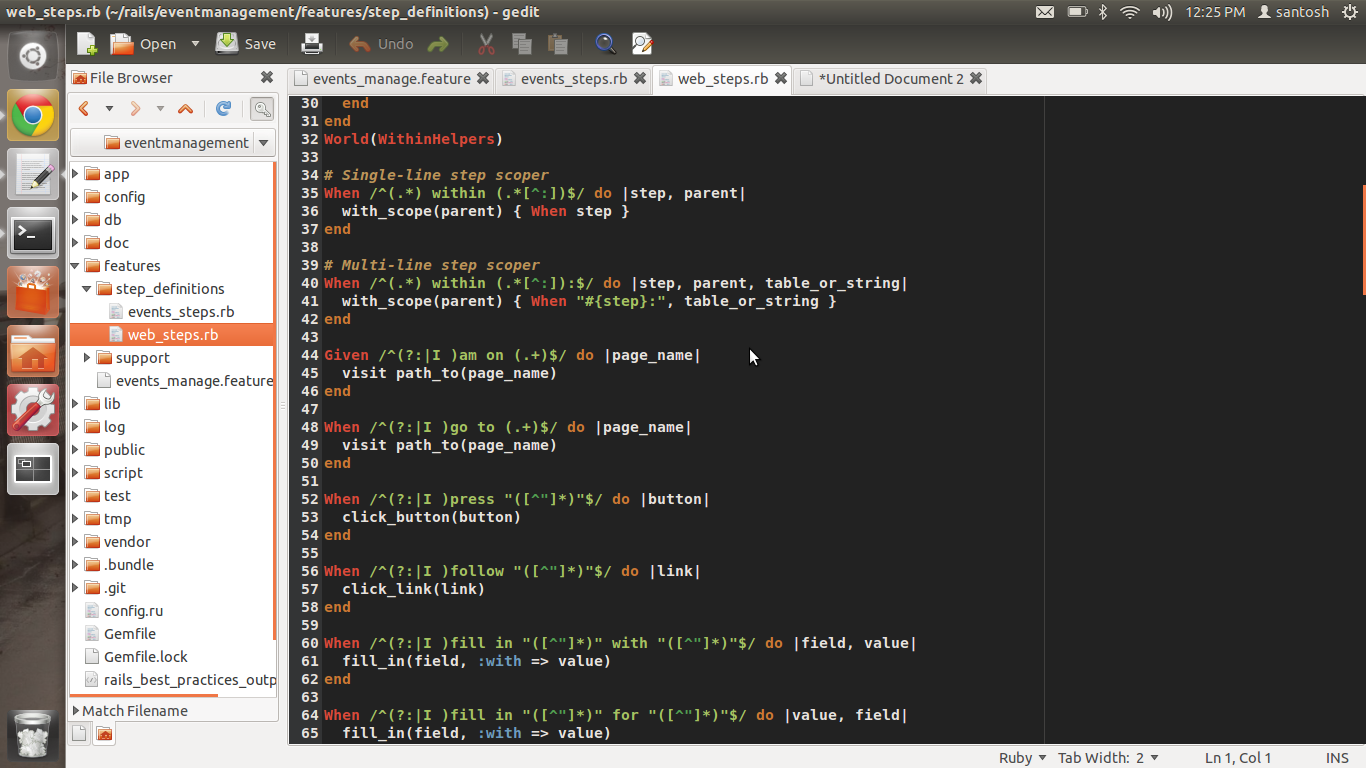 web_steps.rb (~/rails/eventmanagement/features/step_definitions) - gedit
12:25 PM santosh
Open Save Undo
File Browser
eventmanagement
app
config
db
doc
features
step_definitions
events_steps.rb
web_steps.rb
support
events_manage.feature
lib
log
public
script
test
tmp
vendor
.bundle
.git
config.ru
Gemfile
Gemfile.lock
rails_best_practices_outp
Match Filename
events_manage.feature events_steps.rb web_steps.rb *Untitled Document 2
30   end
31 end
32 World(WithinHelpers)
33
34 # Single-line step scoper
35 When /^(.*) within (.*[^:])$/ do |step, parent|
36   with_scope(parent) { When step }
37 end
38
39 # Multi-line step scoper
40 When /^(.*) within (.*[^:]):$/ do |step, parent, table_or_string|
41   with_scope(parent) { When "#{step}:", table_or_string }
42 end
43
44 Given /^(?:|I )am on (.+)$/ do |page_name|
45   visit path_to(page_name)
46 end
47
48 When /^(?:|I )go to (.+)$/ do |page_name|
49   visit path_to(page_name)
50 end
51
52 When /^(?:|I )press "([^"]*)"$/ do |button|
53   click_button(button)
54 end
55
56 When /^(?:|I )follow "([^"]*)"$/ do |link|
57   click_link(link)
58 end
59
60 When /^(?:|I )fill in "([^"]*)" with "([^"]*)"$/ do |field, value|
61   fill_in(field, :with => value)
62 end
63
64 When /^(?:|I )fill in "([^"]*)" for "([^"]*)"$/ do |value, field|
65   fill_in(field, :with => value)
Ruby Tab Width: 2 Ln 1, Col 1 INS